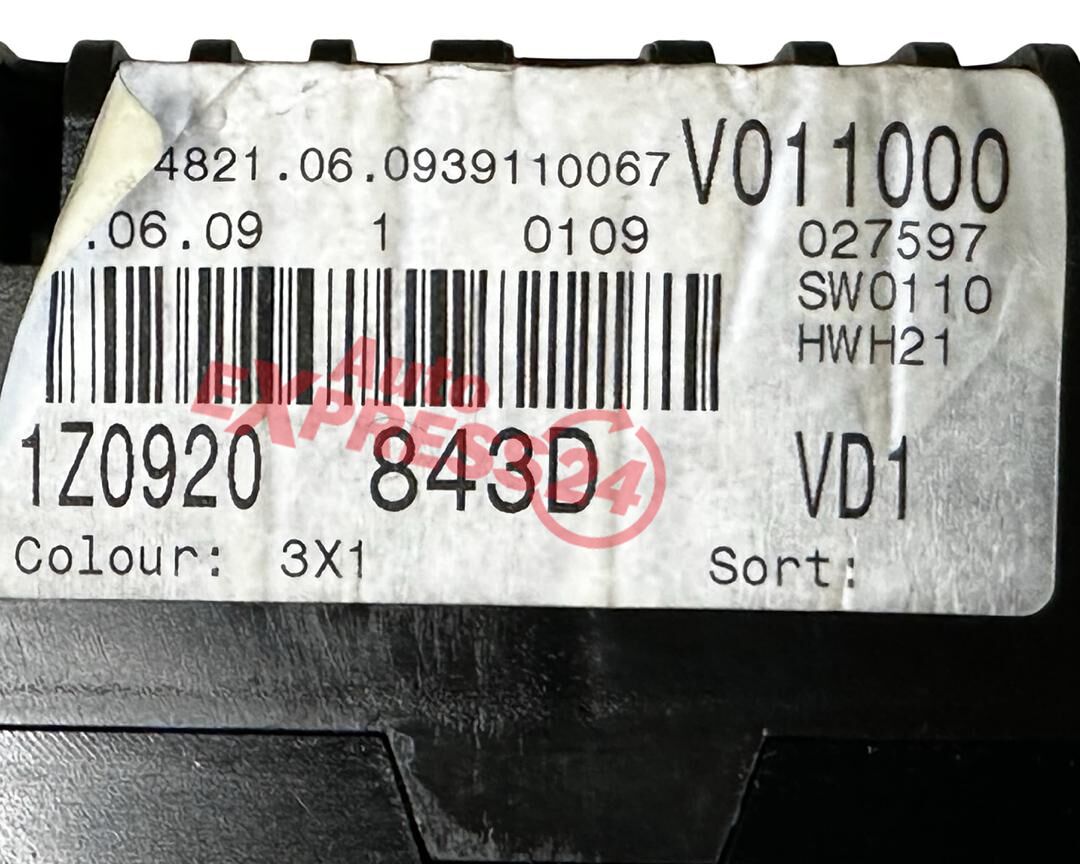 4821.06.0939110067 V011000
.06.09 1 0109 027597
SW0110
HWH21
Auto
EXPRESS24
1Z0920 843D VD1
Colour: 3X1 Sort: